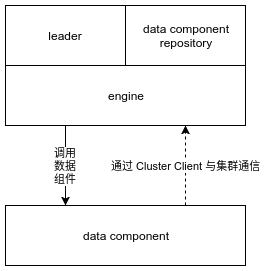 leader
data component
repository
engine
调用
数据
组件
通过 Cluster Client 与集群通信
data component